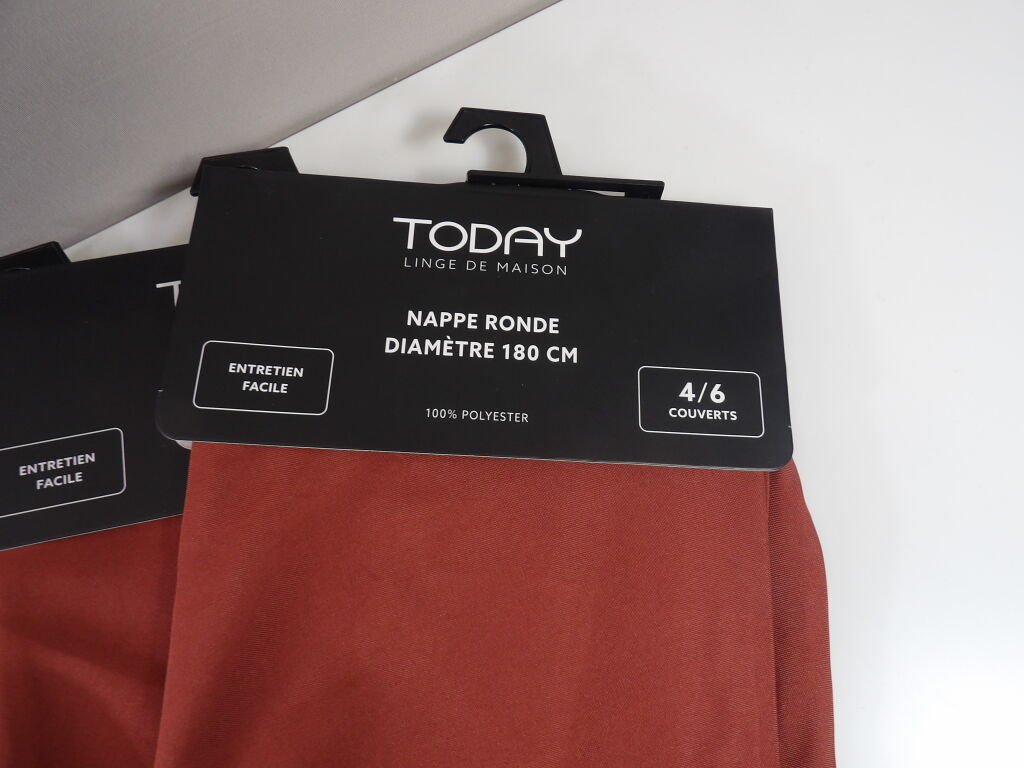 TODAY
LINGE DE MAISON
NAPPE RONDE
DIAMÈTRE 180 CM
ENTRETIEN
FACILE
4/6
COUVERTS
100% POLYESTER
T
ENTRETIEN
FACILE